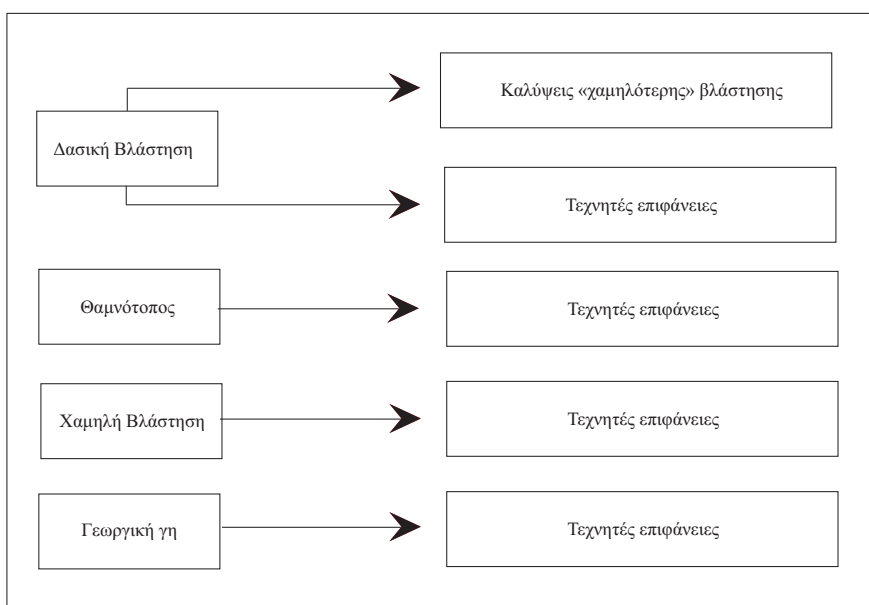 Καλύψεις «χαμηλότερης» βλάστησης
Δασική Βλάστηση
Τεχνητές επιφάνειες
Θαμνότοπος
Τεχνητές επιφάνειες
Χαμηλή Βλάστηση
Τεχνητές επιφάνειες
Γεωργική γη
Τεχνητές επιφάνειες